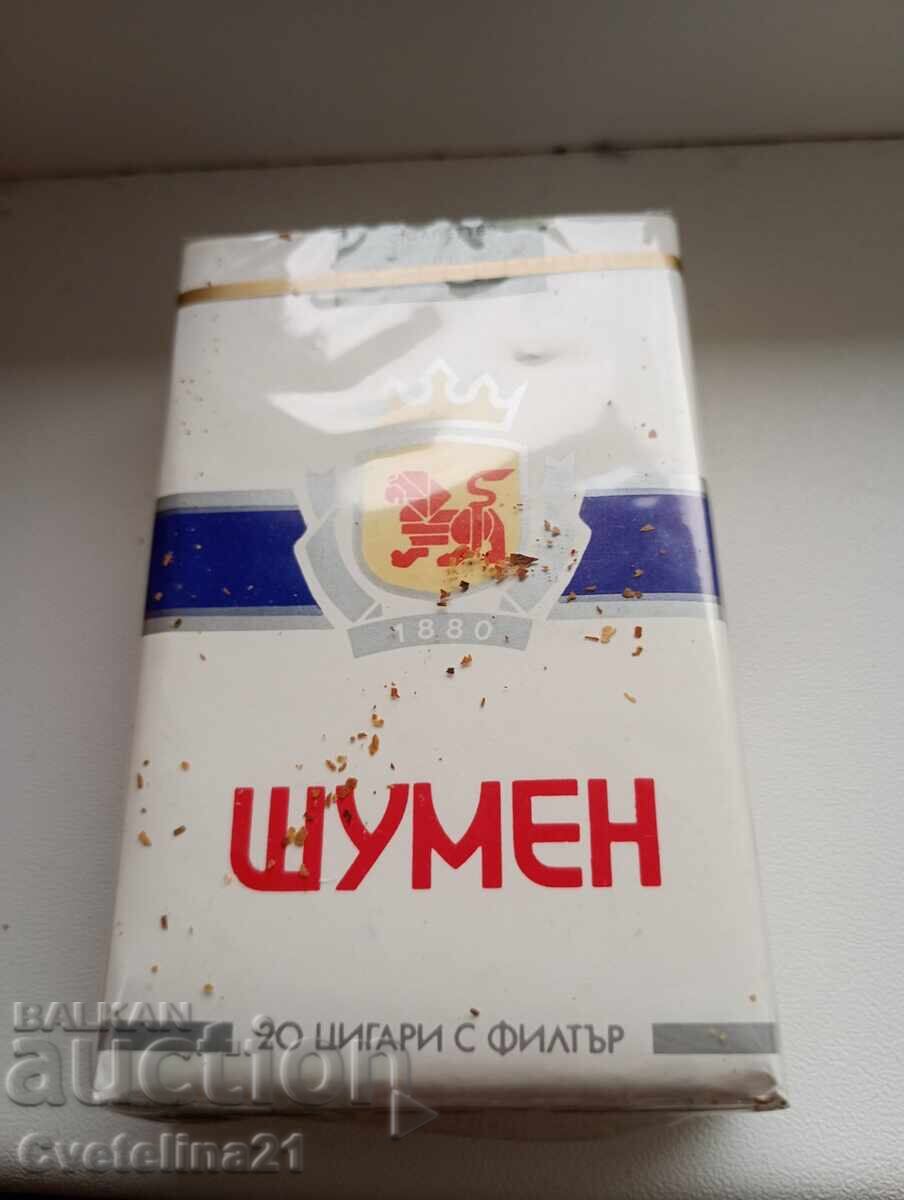 1880
ШУМЕН
20 ЦИГАРИ С ФИЛТЪР
BALKAN
auction
Cvetelina21